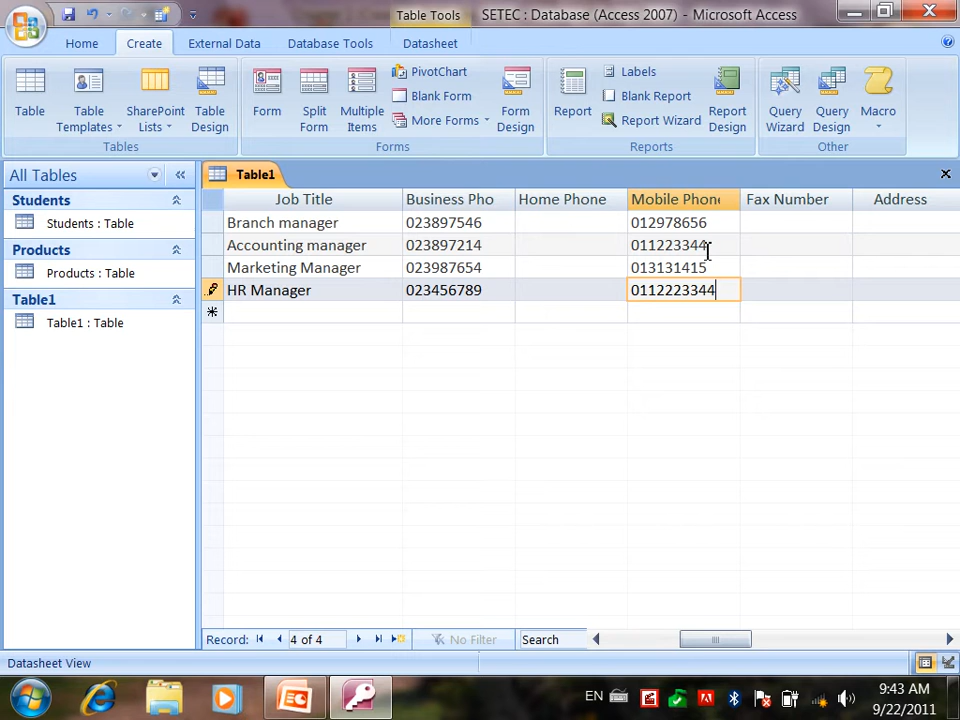 Table Tools SETEC : Database (Access 2007) - Microsoft Access
Home Create External Data Database Tools Datasheet
Table
Table Templates
SharePoint Lists
Table Design
Form
Split Form
Multiple Items
PivotChart
Blank Form
More Forms
Form Design
Report
Labels
Blank Report
Report Wizard
Report Design
Query Wizard
Query Design
Macro
Tables Forms Reports Other
All Tables
Students
Students : Table
Products
Products : Table
Table1
Table1 : Table
Table1
Job Title Business Pho Home Phone Mobile Phone Fax Number Address
Branch manager 023897546 012978656
Accounting manager 023897214 011223344
Marketing Manager 023987654 013131415
HR Manager 023456789 0112223344
Record: 4 of 4 No Filter Search
Datasheet View
EN
9:43 AM
9/22/2011